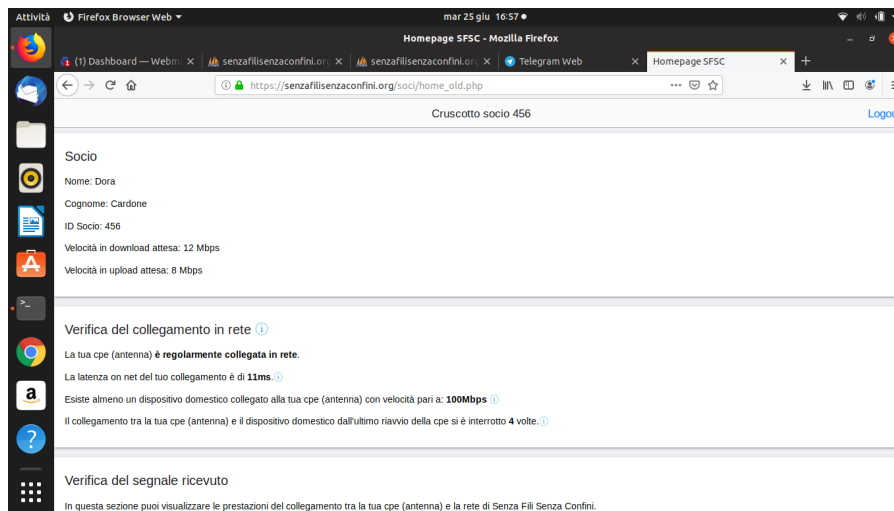 Attività Firefox Browser Web mar 25 giu 16:57
Homepage SFSC - Mozilla Firefox
(1) Dashboard — Webm senzafilisenzaconfini.org senzafilisenzaconfini.org Telegram Web Homepage SFSC
https://senzafilisenzaconfini.org/soci/home_old.php
Cruscotto socio 456 Logou
Socio
Nome: Dora
Cognome: Cardone
ID Socio: 456
Velocità in download attesa: 12 Mbps
Velocità in upload attesa: 8 Mbps
Verifica del collegamento in rete
La tua cpe (antenna) è regolarmente collegata in rete.
La latenza on net del tuo collegamento è di 11ms.
Esiste almeno un dispositivo domestico collegato alla tua cpe (antenna) con velocità pari a: 100Mbps
Il collegamento tra la tua cpe (antenna) e il dispositivo domestico dall'ultimo riavvio della cpe si è interrotto 4 volte.
Verifica del segnale ricevuto
In questa sezione puoi visualizzare le prestazioni del collegamento tra la tua cpe (antenna) e la rete di Senza Fili Senza Confini.